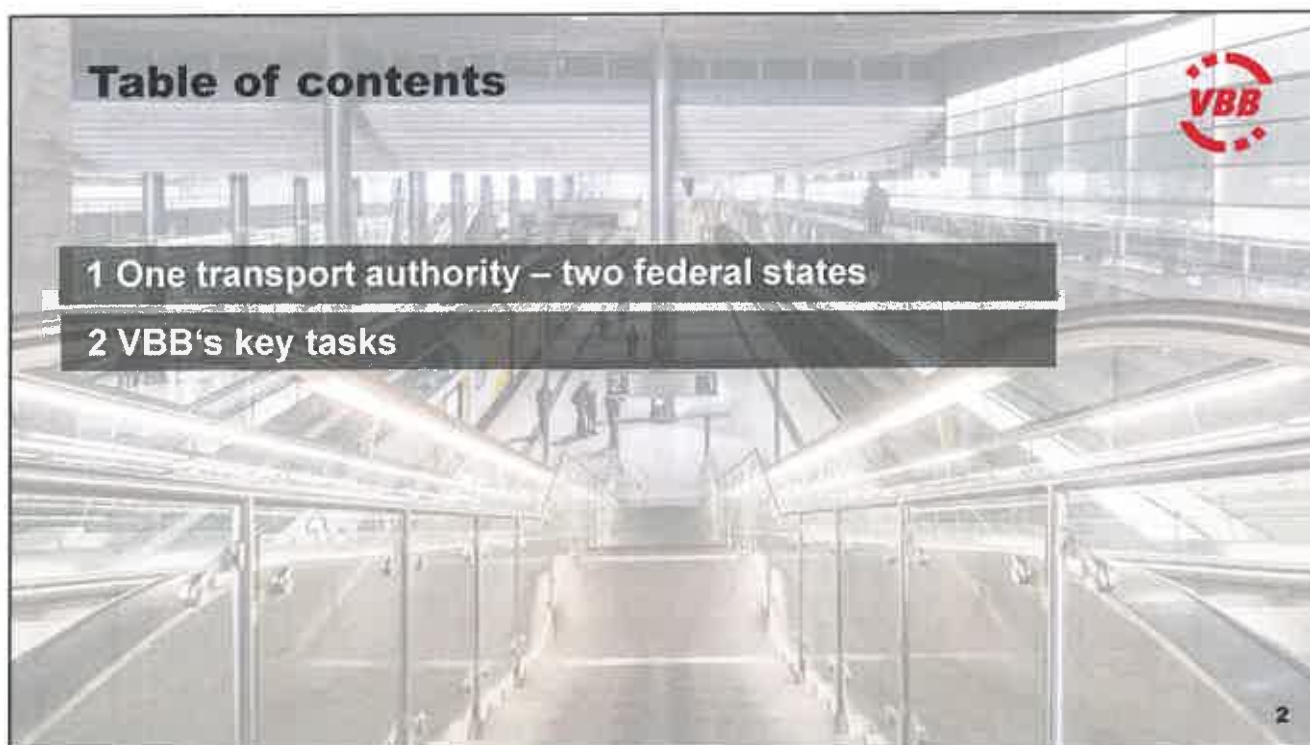 Table of contents
VBB
1 One transport authority – two federal states
2 VBB‘s key tasks
2